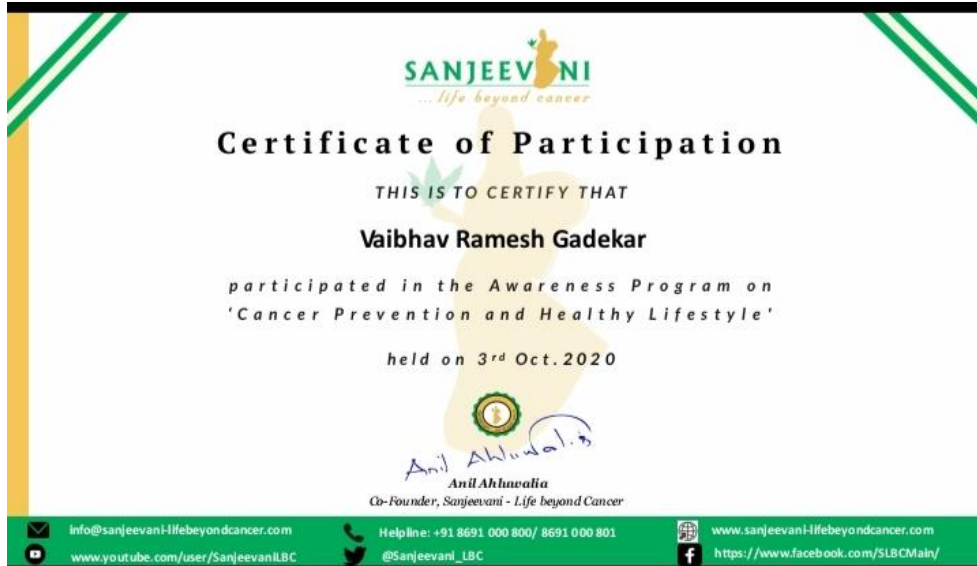 SANJEEVANI
... life beyond cancer
Certificate of Participation
THIS IS TO CERTIFY THAT
Vaibhav Ramesh Gadekar
participated in the Awareness Program on
'Cancer Prevention and Healthy Lifestyle'
held on 3rd Oct.2020
Anil Ahluwalia
Anil Ahluwalia
Co-Founder, Sanjeevani - Life beyond Cancer
info@sanjeevani-lifebeyondcancer.com Helpline: +91 8691 000 800/ 8691 000 801 www.sanjeevani-lifebeyondcancer.com
www.youtube.com/user/SanjeevaniLBC @Sanjeevani_LBC https://www.facebook.com/SLBCMain/